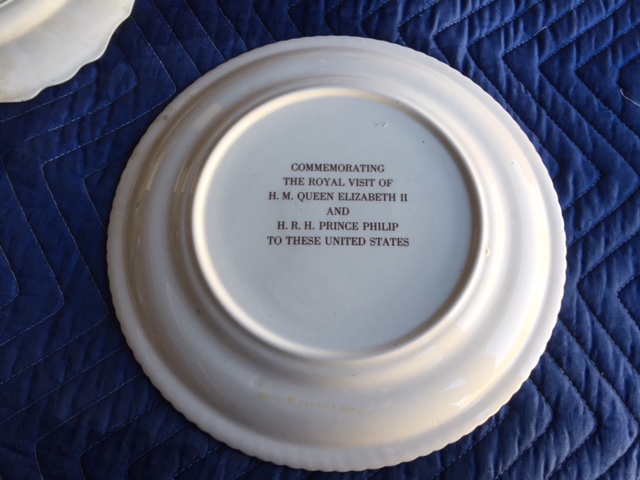 COMMEMORATING
THE ROYAL VISIT OF
H. M. QUEEN ELIZABETH II
AND
H. R. H. PRINCE PHILIP
TO THESE UNITED STATES